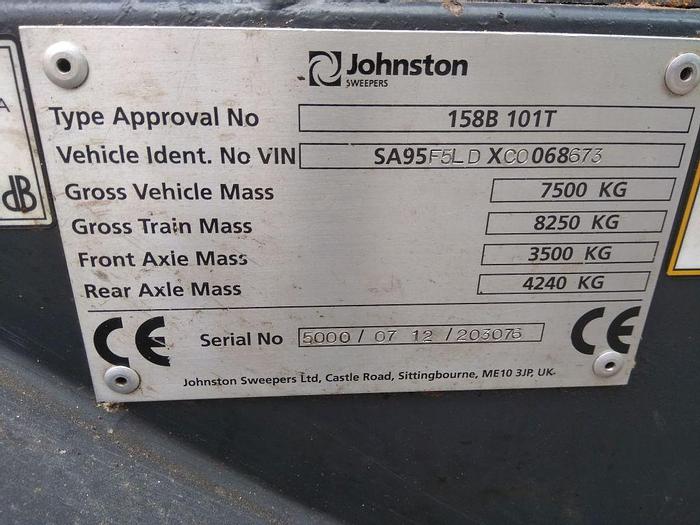 Johnston
SWEEPERS
Type Approval No 158B 101T
Vehicle Ident. No VIN SA95F5LD XC0068673
Gross Vehicle Mass 7500 KG
Gross Train Mass 8250 KG
Front Axle Mass 3500 KG
Rear Axle Mass 4240 KG
CE Serial No 5000 / 07 12 / 203076 CE
Johnston Sweepers Ltd, Castle Road, Sittingbourne, ME10 3JP, UK.
A
dB